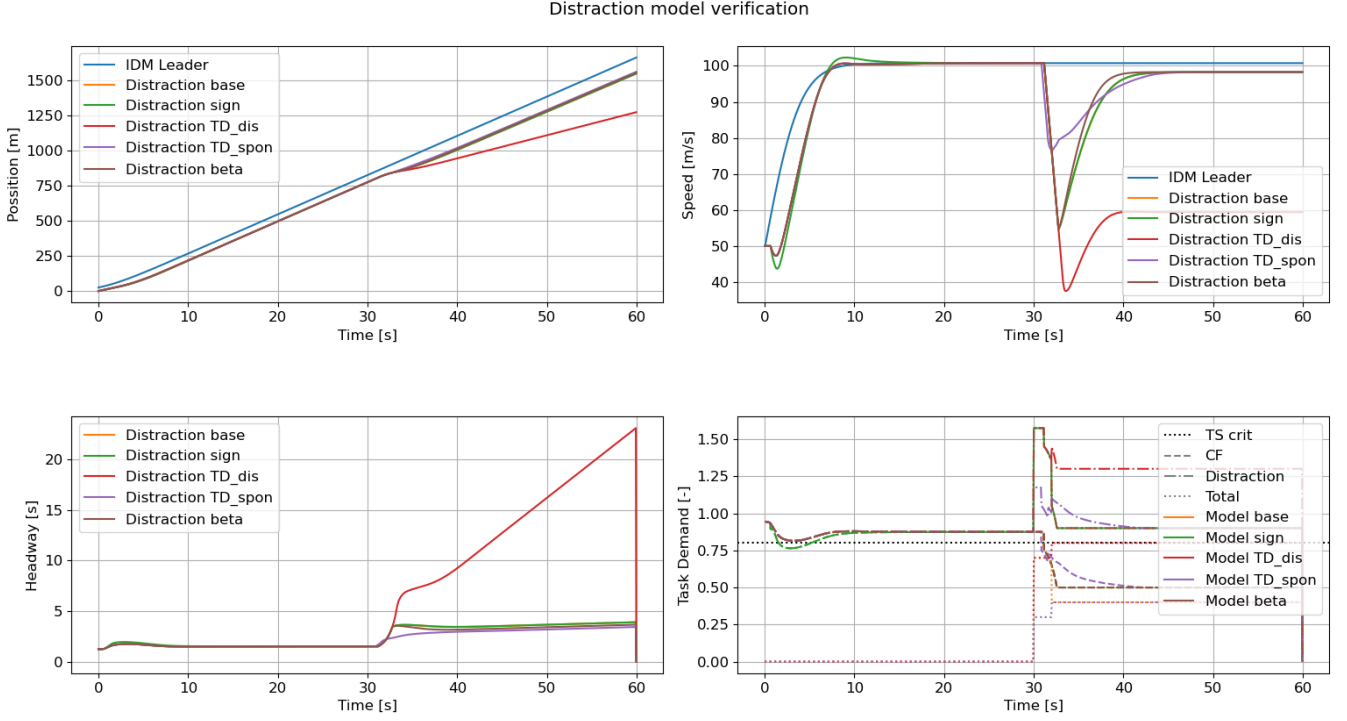 Distraction model verification
Possition [m]
1500
1250
1000
750
500
250
0
IDM Leader
Distraction base
Distraction sign
Distraction TD_dis
Distraction TD_spon
Distraction beta
0 10 20 30 40 50 60
Time [s]
Speed [m/s]
100
90
80
70
60
50
40
IDM Leader
Distraction base
Distraction sign
Distraction TD_dis
Distraction TD_spon
Distraction beta
0 10 20 30 40 50 60
Time [s]
Headway [s]
20
15
10
5
0
Distraction base
Distraction sign
Distraction TD_dis
Distraction TD_spon
Distraction beta
0 10 20 30 40 50 60
Time [s]
Task Demand [-]
1.50
1.25
1.00
0.75
0.50
0.25
0.00
TS crit
CF
Distraction
Total
Model base
Model sign
Model TD_dis
Model TD_spon
Model beta
0 10 20 30 40 50 60
Time [s]